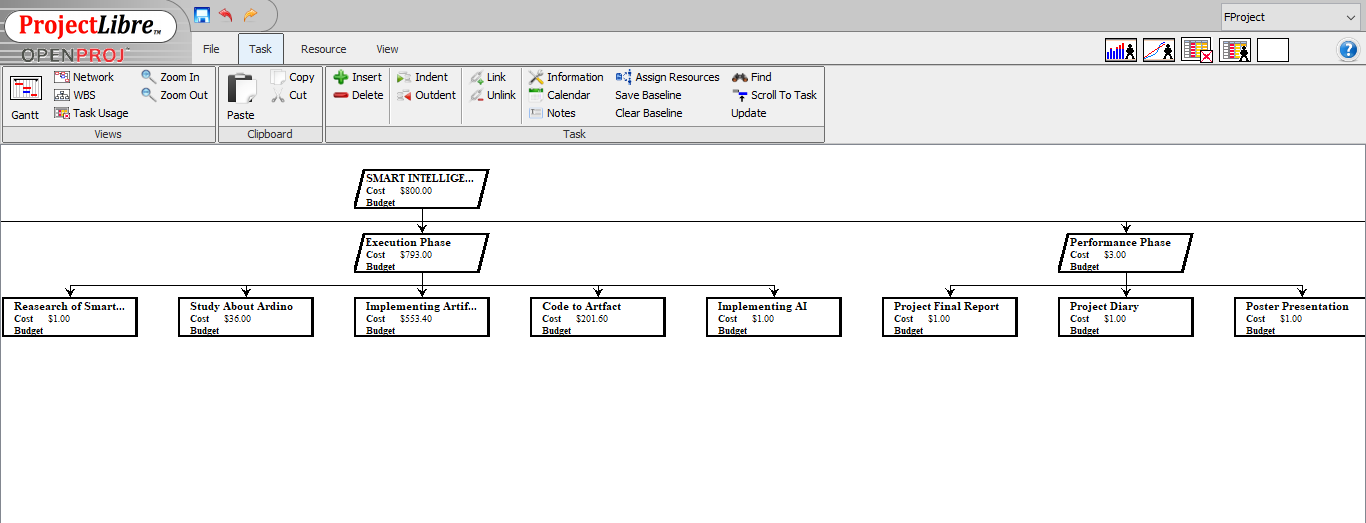 ProjectLibre™
OPENPROJ
FProject
File Task Resource View
Gantt
Network
WBS
Task Usage
Zoom In
Zoom Out
Views
Paste
Copy
Cut
Clipboard
Insert
Delete
Indent
Outdent
Link
Unlink
Information
Calendar
Notes
Assign Resources
Save Baseline
Clear Baseline
Find
Scroll To Task
Update
Task
SMART INTELLIGE...
Cost $800.00
Budget
Execution Phase
Cost $793.00
Budget
Performance Phase
Cost $3.00
Budget
Reasearch of Smart...
Cost $1.00
Budget
Study About Ardino
Cost $36.00
Budget
Implementing Artif...
Cost $553.40
Budget
Code to Artfact
Cost $201.60
Budget
Implementing AI
Cost $1.00
Budget
Project Final Report
Cost $1.00
Budget
Project Diary
Cost $1.00
Budget
Poster Presentation
Cost $1.00
Budget